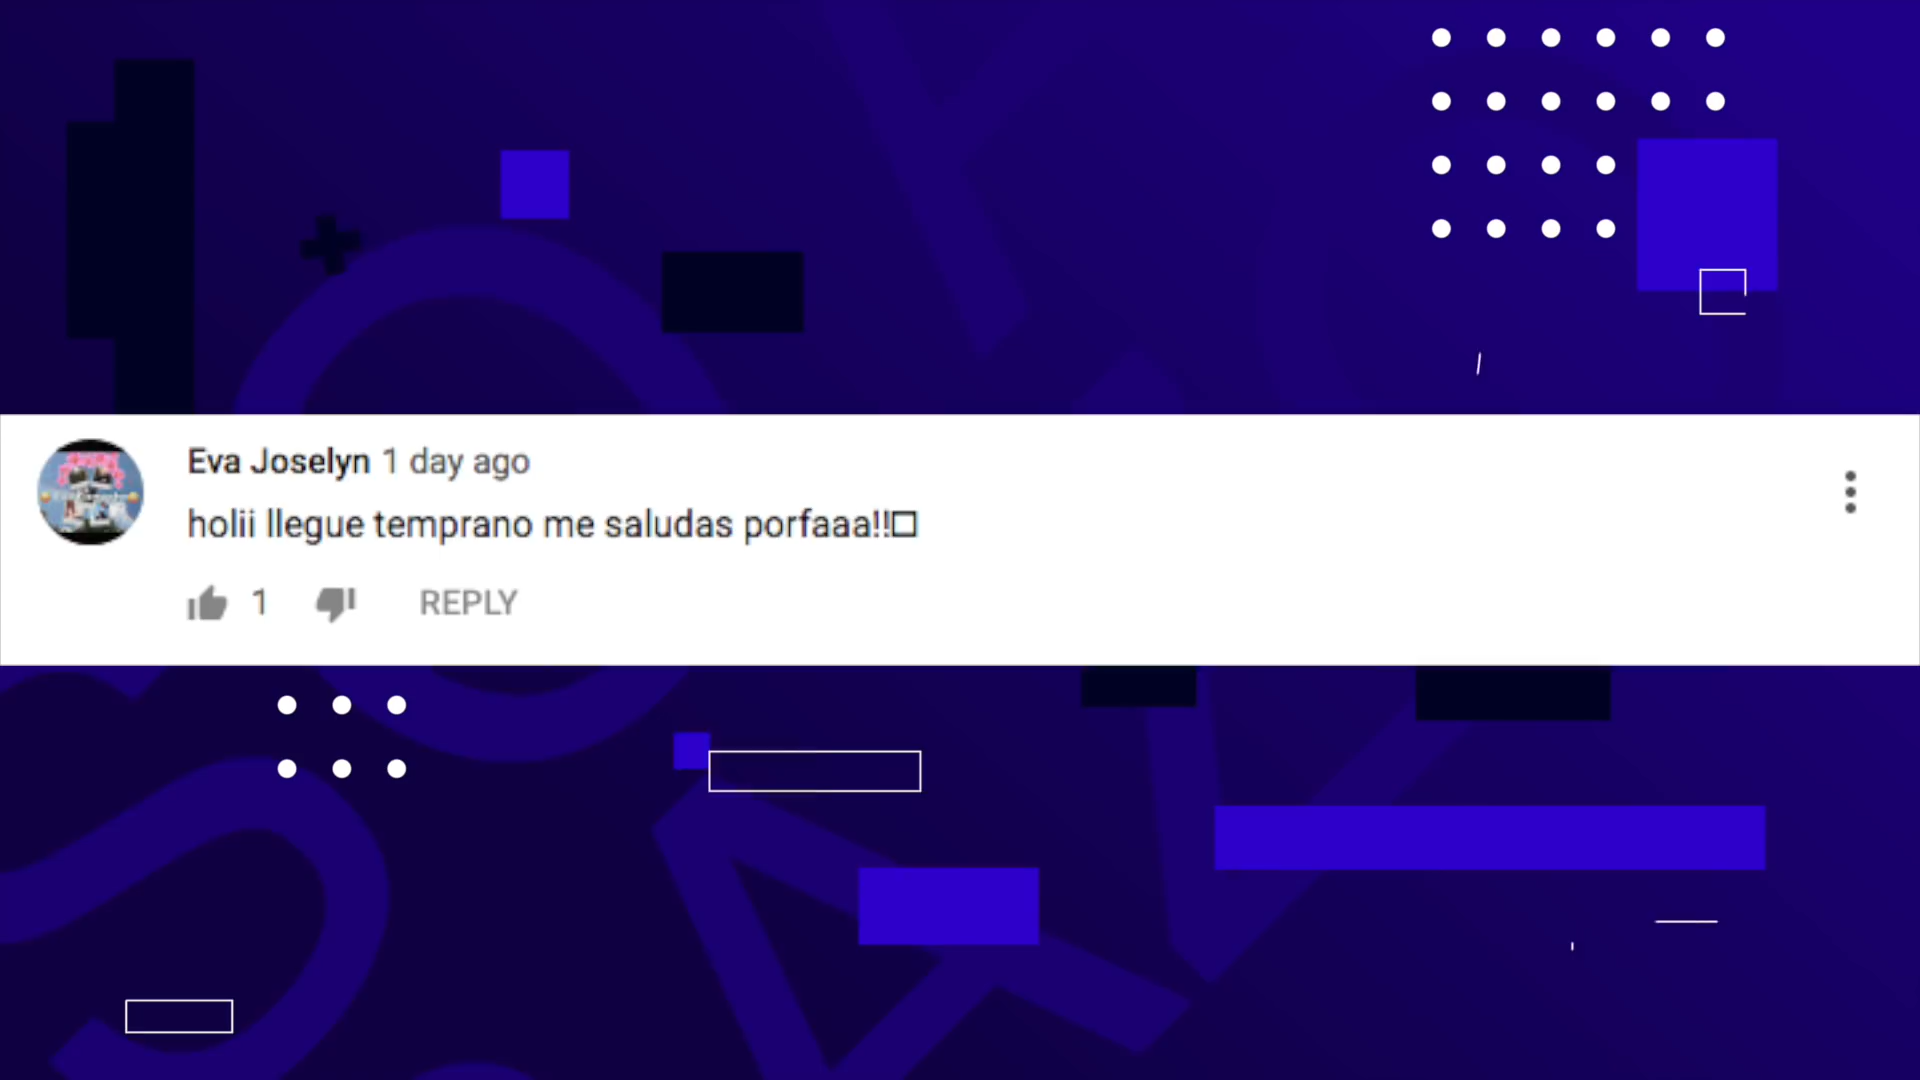 Eva Joselyn 1 day ago
holii llegue temprano me saludas porfaaa!!□
1 REPLY